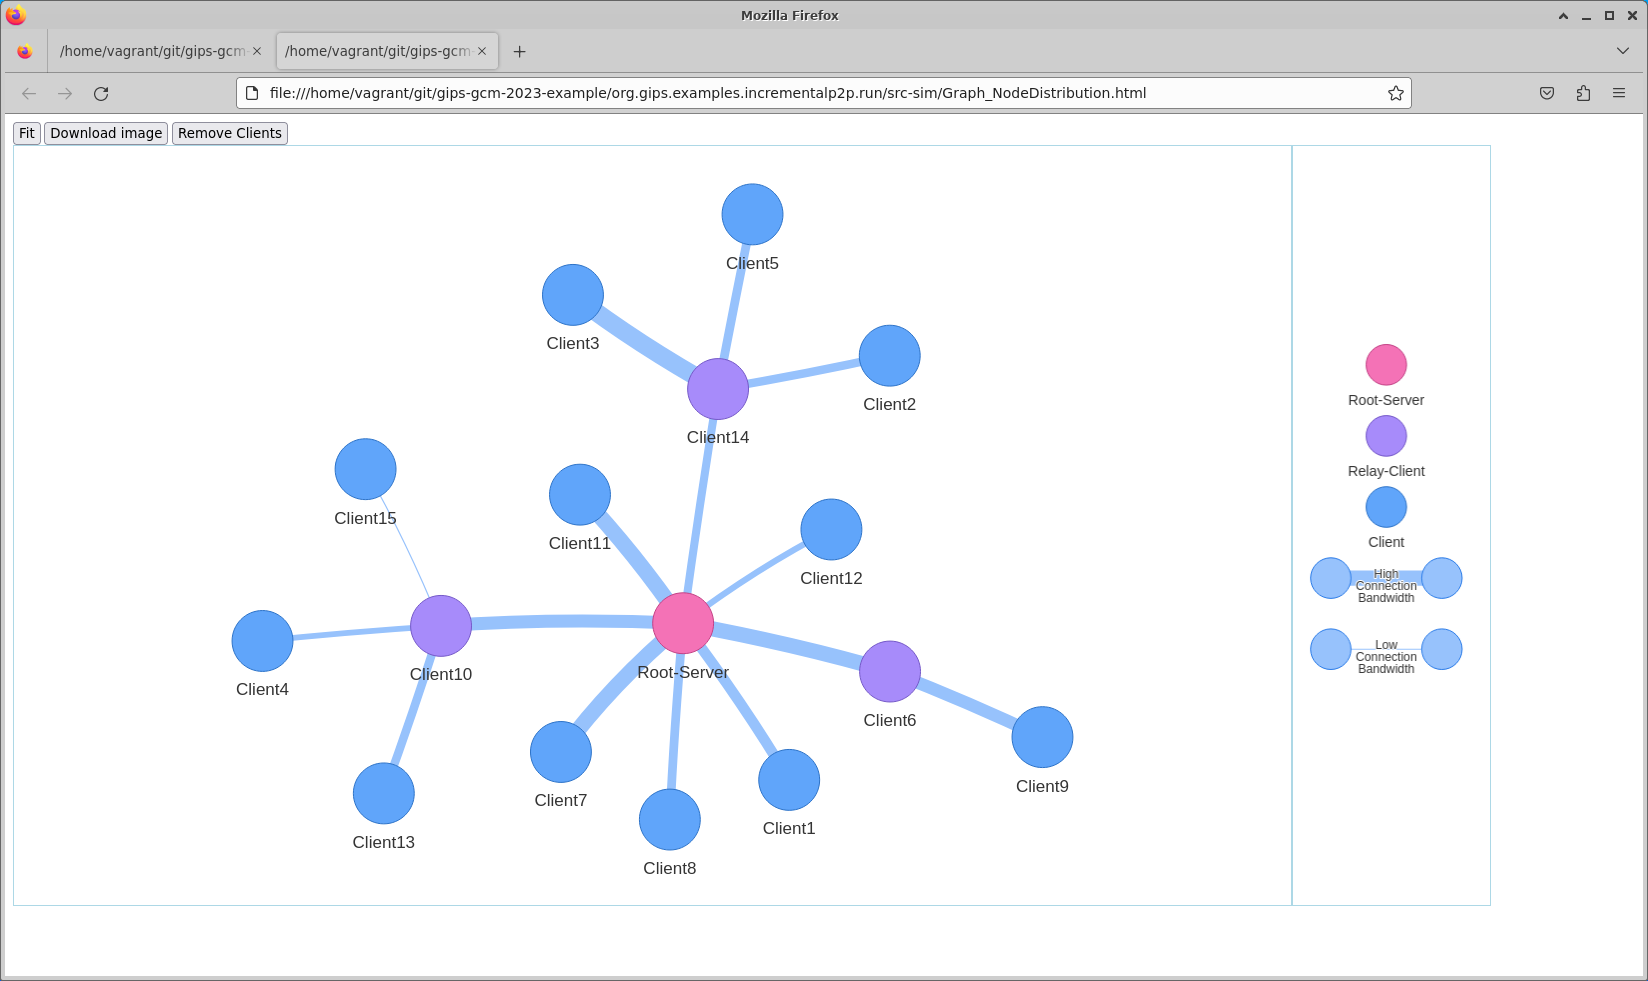 Mozilla Firefox
/home/vagrant/git/gips-gcm-
/home/vagrant/git/gips-gcm-
file:///home/vagrant/git/gips-gcm-2023-example/org.gips.examples.incrementalp2p.run/src-sim/Graph_NodeDistribution.html
Fit
Download image
Remove Clients
Client5
Client3
Client2
Client14
Client15
Client11
Client12
Client10
Root-Server
Client4
Client6
Client9
Client7
Client1
Client13
Client8
Root-Server
Relay-Client
Client
High
Connection
Bandwidth
Low
Connection
Bandwidth